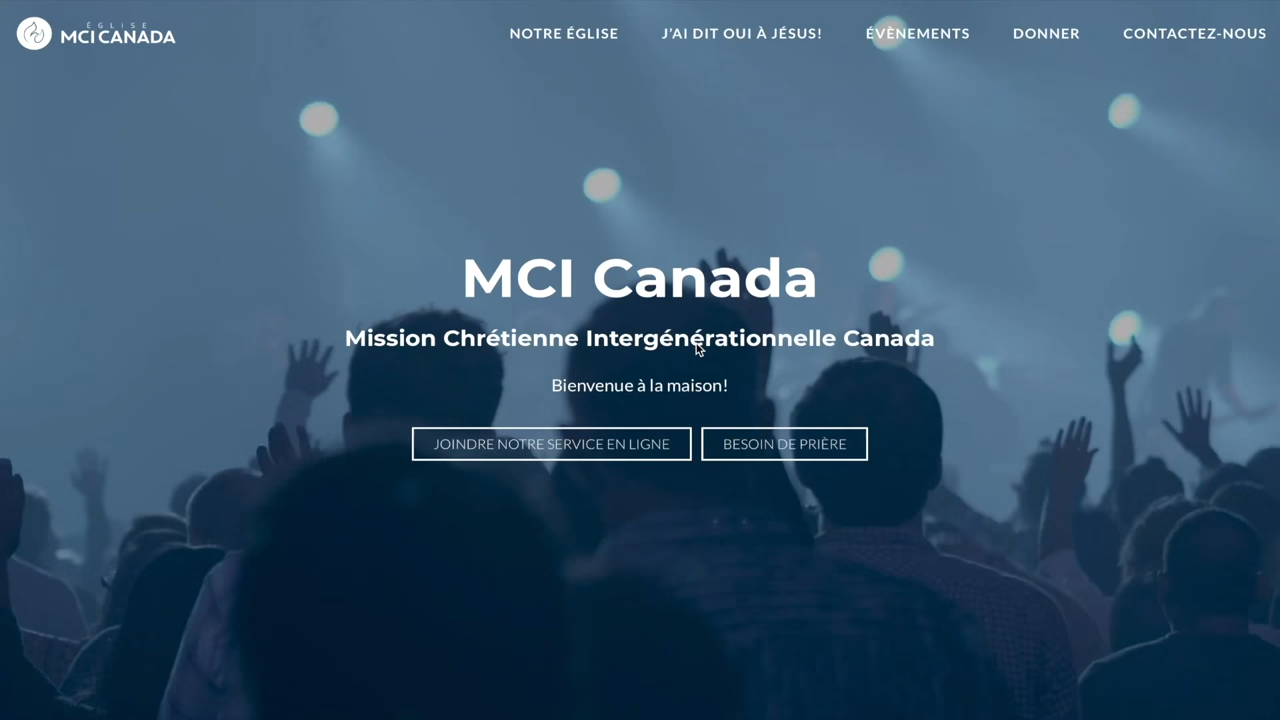 ÉGLISE
MCI CANADA
NOTRE ÉGLISE
J'AI DIT OUI À JÉSUS!
ÉVÈNEMENTS
DONNER
CONTACTEZ-NOUS
MCI Canada
Mission Chrétienne Intergénérationnelle Canada
Bienvenue à la maison!
JOINDRE NOTRE SERVICE EN LIGNE
BESOIN DE PRIÈRE